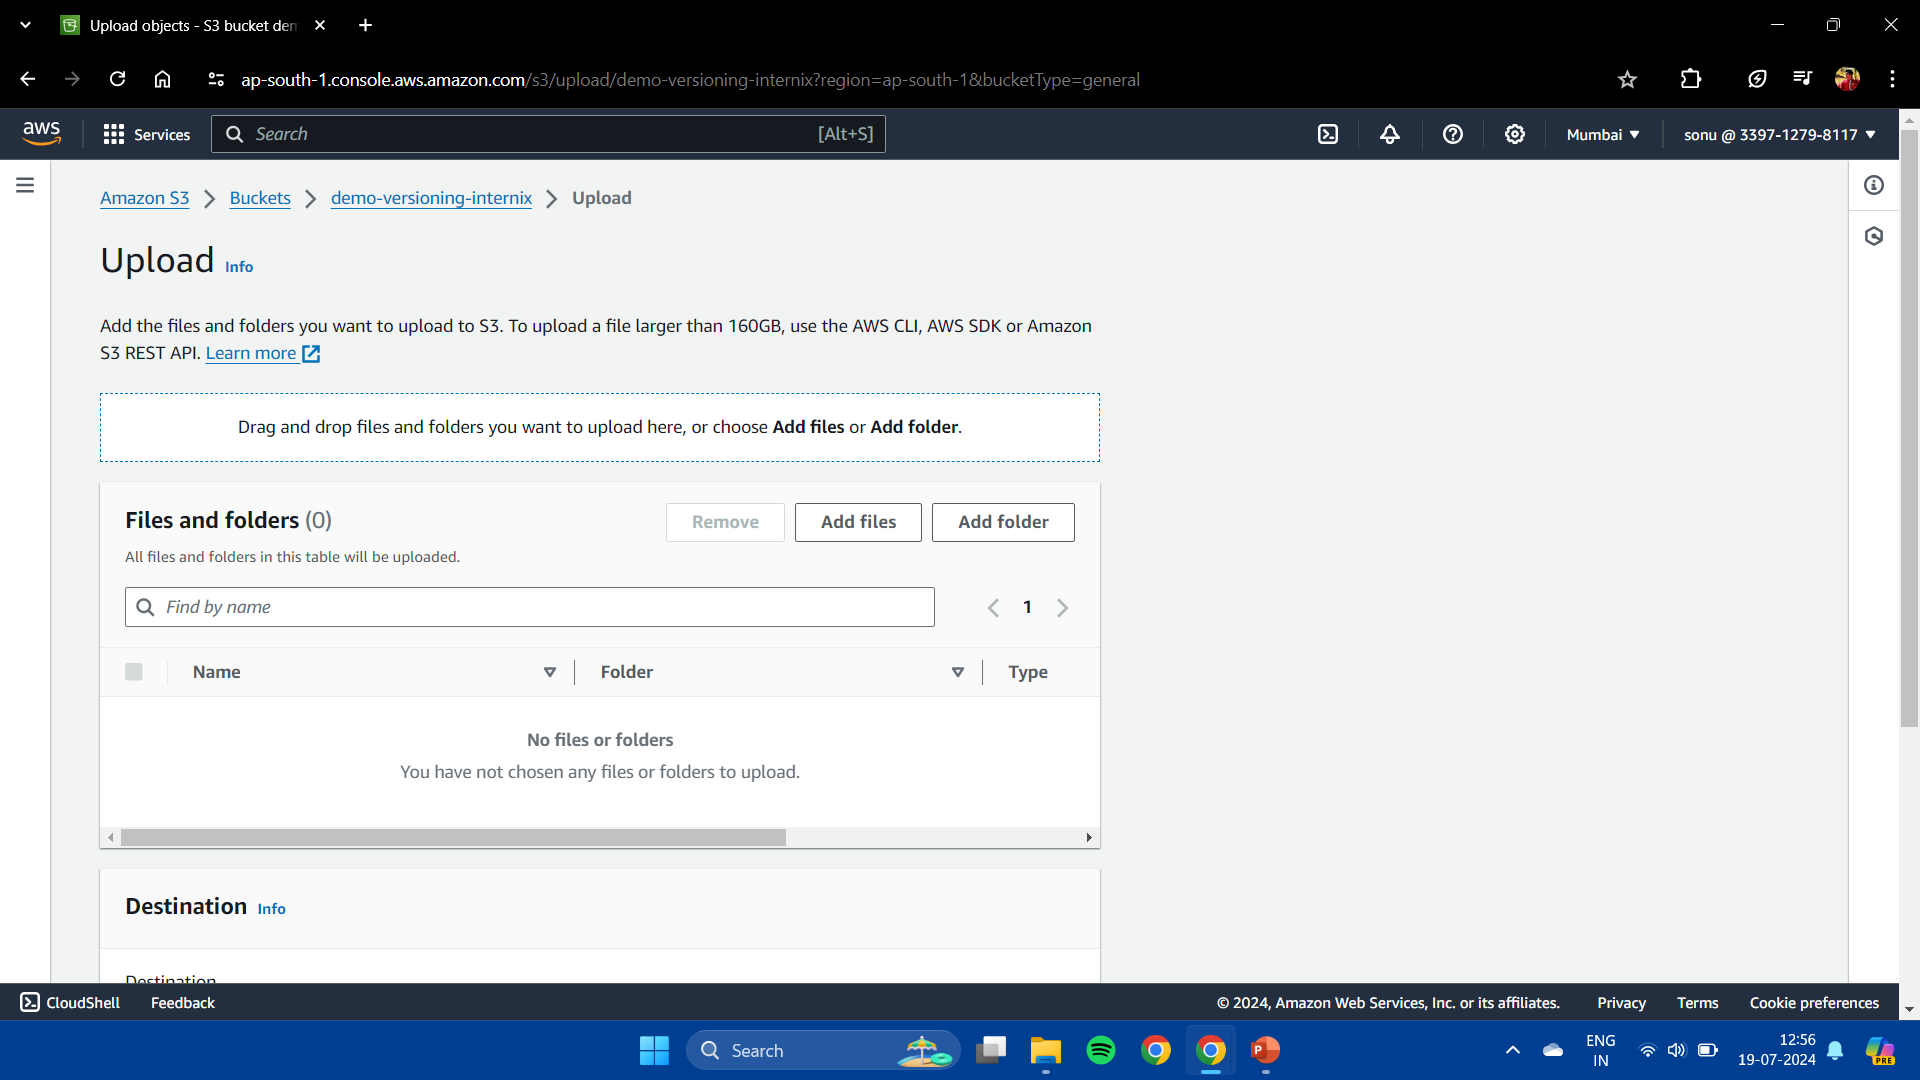 Upload objects - S3 bucket dem
ap-south-1.console.aws.amazon.com/s3/upload/demo-versioning-internix?region=ap-south-1&bucketType=general
aws Services Search [Alt+S] Mumbai sonu @ 3397-1279-8117
Amazon S3 Buckets demo-versioning-internix Upload
Upload Info
Add the files and folders you want to upload to S3. To upload a file larger than 160GB, use the AWS CLI, AWS SDK or Amazon
S3 REST API. Learn more
Drag and drop files and folders you want to upload here, or choose Add files or Add folder.
Files and folders (0) Remove Add files Add folder
All files and folders in this table will be uploaded.
Find by name 1
Name Folder Type
No files or folders
You have not chosen any files or folders to upload.
Destination Info
Destination
CloudShell Feedback © 2024, Amazon Web Services, Inc. or its affiliates. Privacy Terms Cookie preferences
Search ENG 12:56
IN 19-07-2024 PRE